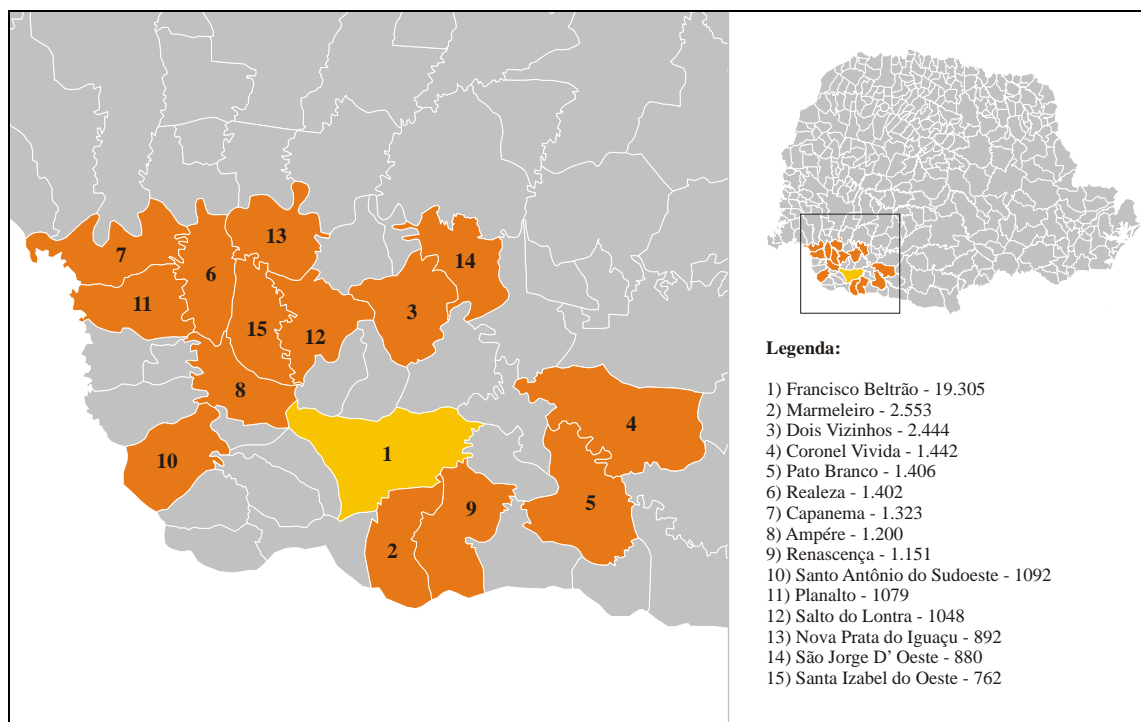 13
7
14
6
11
3
15
12
8
4
1
10
9
5
2
Legenda:
1) Francisco Beltrão - 19.305
2) Marmeleiro - 2.553
3) Dois Vizinhos - 2.444
4) Coronel Vivida - 1.442
5) Pato Branco - 1.406
6) Realeza - 1.402
7) Capanema - 1.323
8) Ampére - 1.200
9) Renascença - 1.151
10) Santo Antônio do Sudoeste - 1092
11) Planalto - 1079
12) Salto do Lontra - 1048
13) Nova Prata do Iguaçu - 892
14) São Jorge D' Oeste - 880
15) Santa Izabel do Oeste - 762